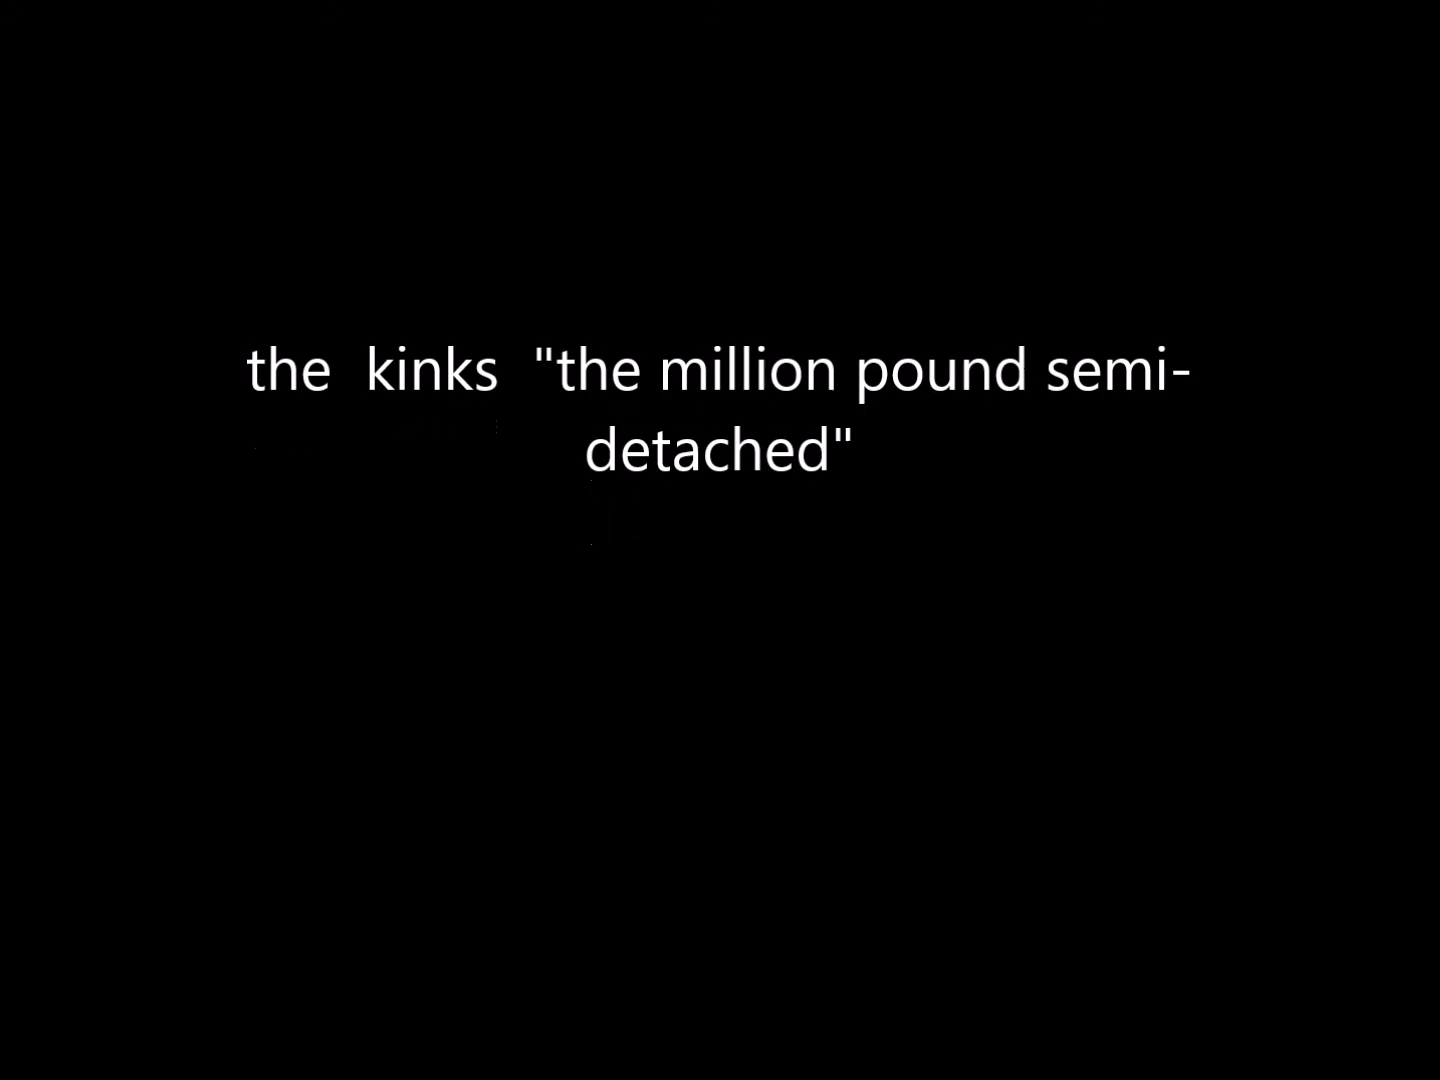 the  kinks  "the million pound semi-
detached"